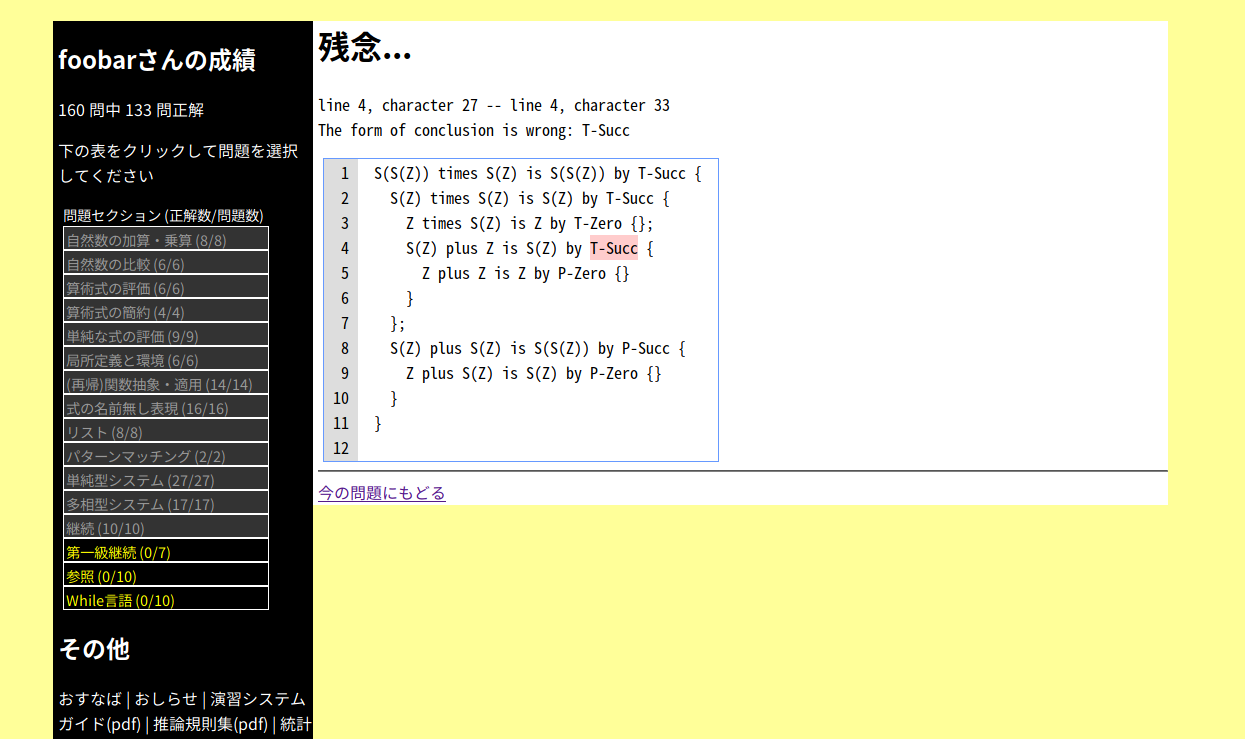 foobarさんの成績
160 問中 133 問正解
下の表をクリックして問題を選択
してください
問題セクション (正解数/問題数)
自然数の加算・乗算 (8/8)
自然数の比較 (6/6)
算術式の評価 (6/6)
算術式の簡約 (4/4)
単純な式の評価 (9/9)
局所定義と環境 (6/6)
(再帰)関数抽象・適用 (14/14)
式の名前無し表現 (16/16)
リスト (8/8)
パターンマッチング (2/2)
単純型システム (27/27)
多相型システム (17/17)
継続 (10/10)
第一級継続 (0/7)
参照 (0/10)
While言語 (0/10)
その他
おすなば | おしらせ | 演習システム
ガイド(pdf) | 推論規則集(pdf) | 統計
残念...
line 4, character 27 -- line 4, character 33
The form of conclusion is wrong: T-Succ
1 S(S(Z)) times S(Z) is S(S(Z)) by T-Succ {
2 S(Z) times S(Z) is S(Z) by T-Succ {
3 Z times S(Z) is Z by T-Zero {};
4 S(Z) plus Z is S(Z) by T-Succ {
5 Z plus Z is Z by P-Zero {}
6 }
7 };
8 S(Z) plus S(Z) is S(S(Z)) by P-Succ {
9 Z plus S(Z) is S(Z) by P-Zero {}
10 }
11 }
12
今の問題にもどる